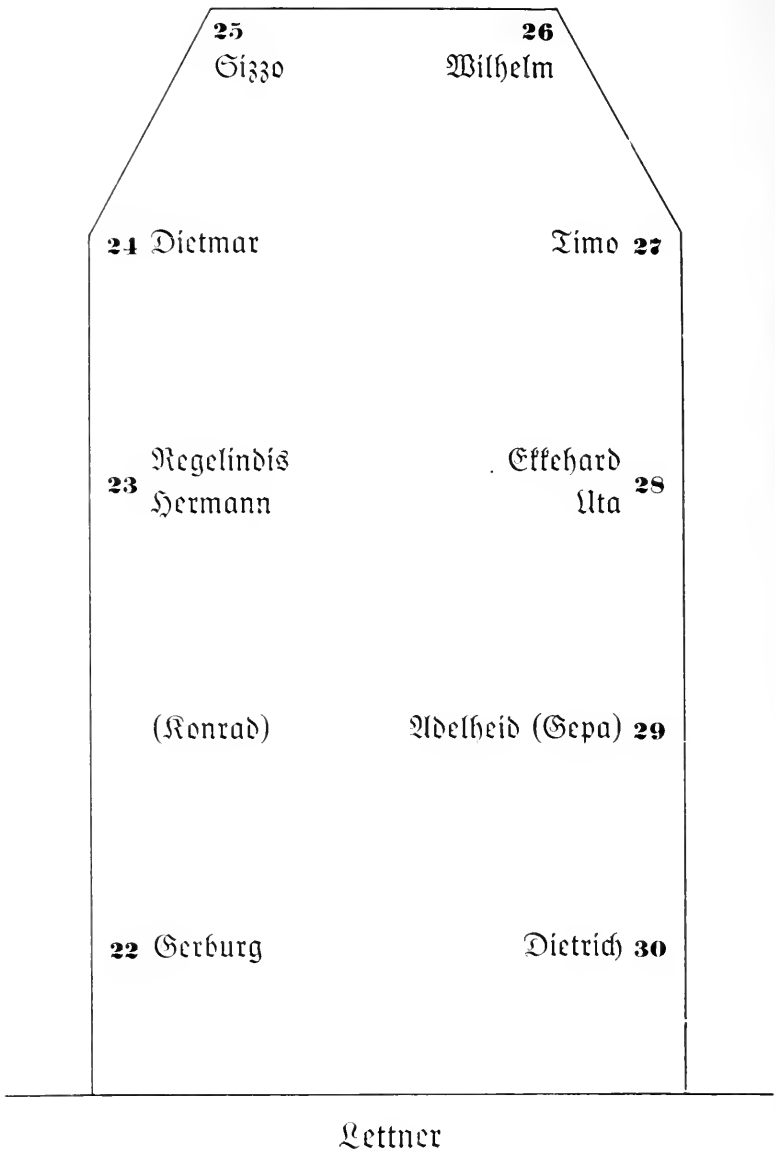 25 26
Sizzo Wilhelm
24 Dietmar Timo 27
Regelindis Ekkehard
23 28
Hermann Uta
(Konrad) Adelheid (Gepa) 29
22 Gerburg Dietrich 30
Lettner